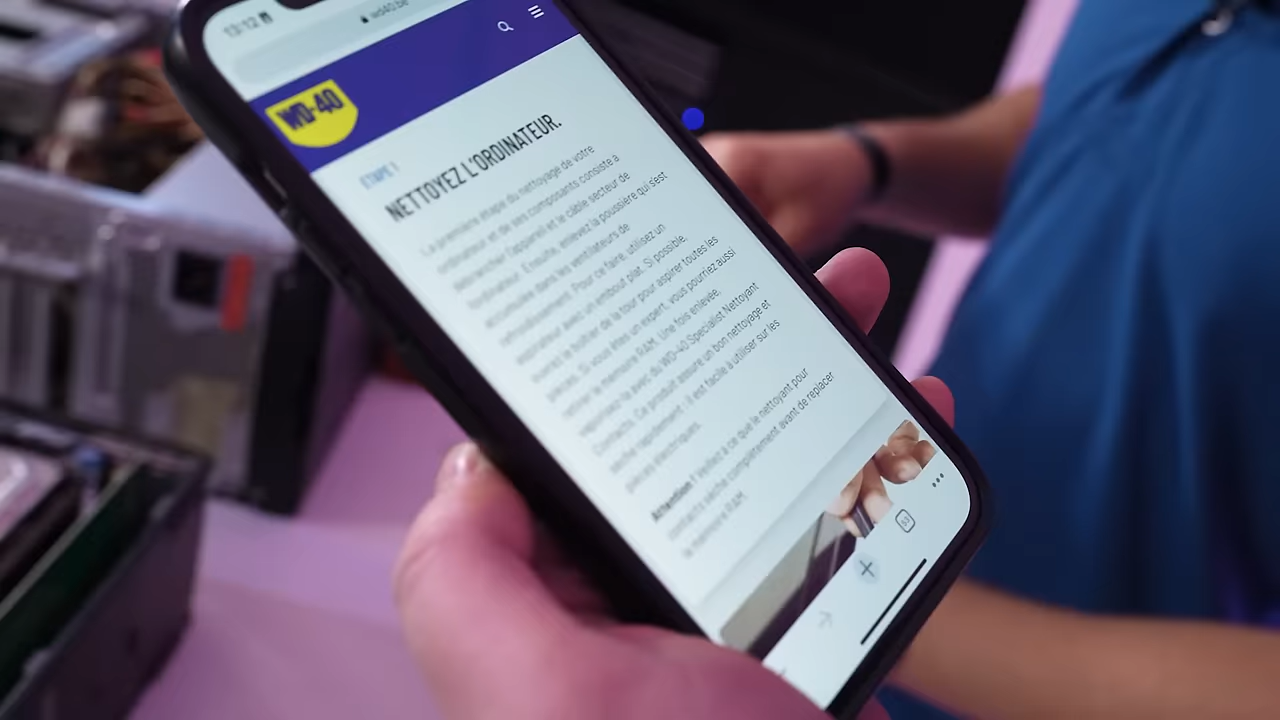 13:12
wd40.be
WD-40
ÉTAPE 1
NETTOYEZ L'ORDINATEUR.
La première étape du nettoyage de votre
ordinateur et de ses composants consiste à
débrancher l'appareil et le câble secteur de
l'ordinateur. Ensuite, enlevez la poussière qui s'est
accumulée dans les ventilateurs de
refroidissement. Pour ce faire, utilisez un
aspirateur avec un embout plat. Si possible,
ouvrez le boîtier de la tour pour aspirer toutes les
pièces. Si vous êtes un expert, vous pourriez aussi
retirer la mémoire RAM. Une fois enlevée,
vaporisez-la avec du WD-40 Specialist Nettoyant
Contacts. Ce produit assure un bon nettoyage et
sèche rapidement : il est facile à utiliser sur les
pièces électriques.
Attention ! Veillez à ce que le nettoyant pour
contacts sèche complètement avant de replacer
la mémoire RAM.